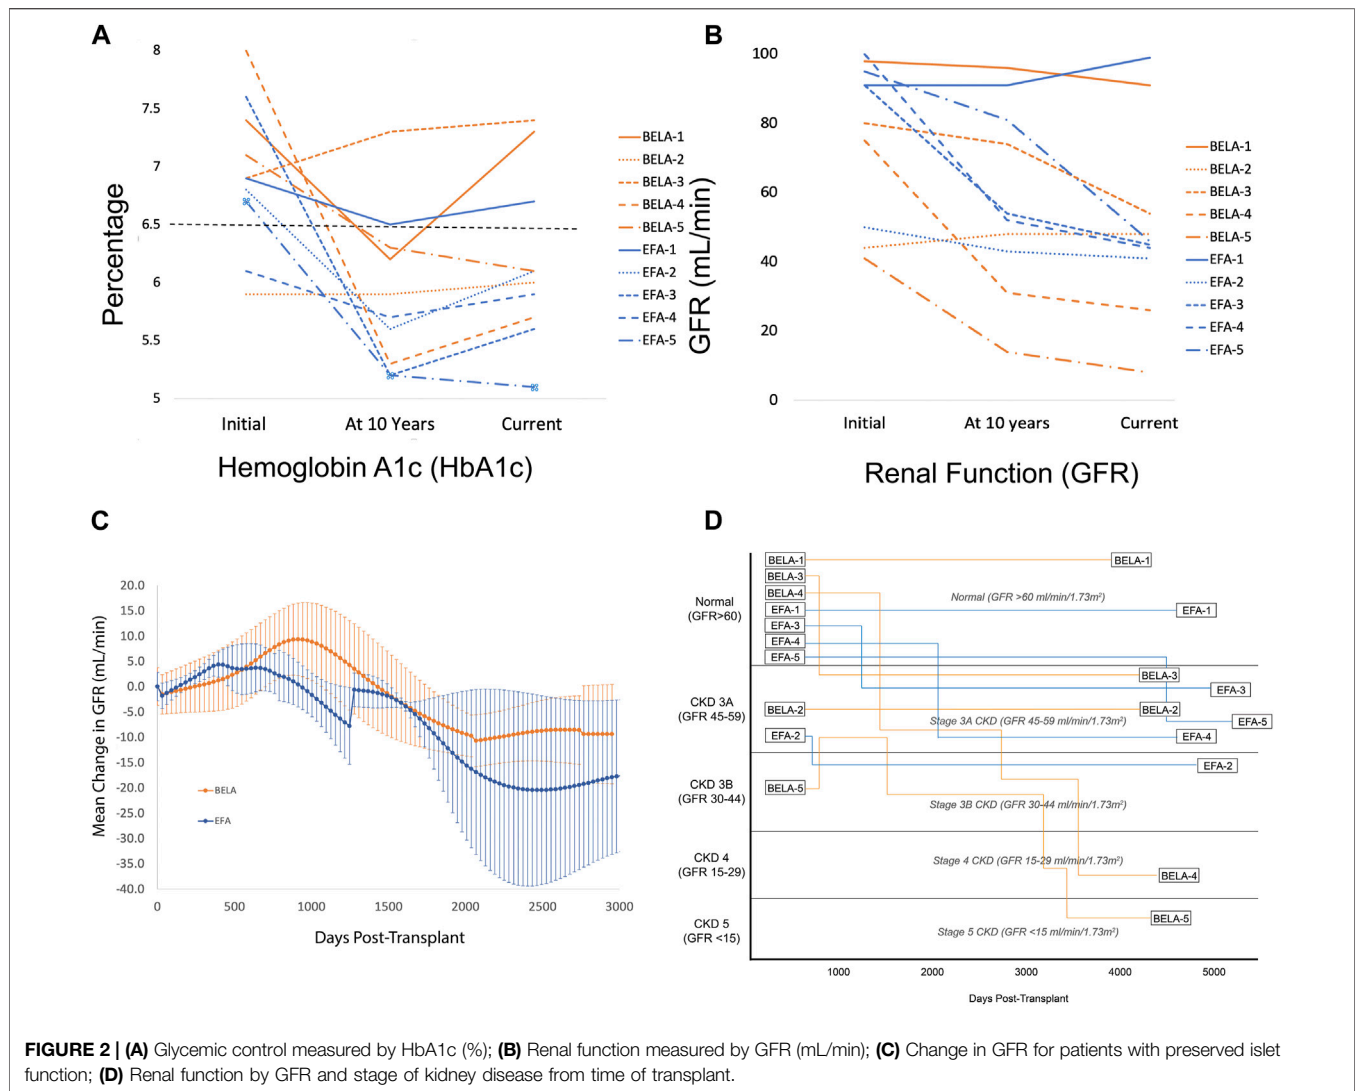 A
8
7.5
7
6.5
6
5.5
5
Percentage
Initial
At 10 Years
Current
Hemoglobin A1c (HbA1c)
BELA-1
BELA-2
BELA-3
BELA-4
BELA-5
EFA-1
EFA-2
EFA-3
EFA-4
EFA-5
B
100
80
60
40
20
0
GFR (mL/min)
Initial
At 10 years
Current
Renal Function (GFR)
BELA-1
BELA-2
BELA-3
BELA-4
BELA-5
EFA-1
EFA-2
EFA-3
EFA-4
EFA-5
C
20.0
15.0
10.0
5.0
0.0
-5.0
-10.0
-15.0
-20.0
-25.0
-30.0
-35.0
-40.0
Mean Change in GFR (mL/min)
BELA
EFA
0
500
1000
1500
2000
2500
3000
Days Post-Transplant
D
Normal
(GFR>60)
CKD 3A
(GFR 45-59)
CKD 3B
(GFR 30-44)
CKD 4
(GFR 15-29)
CKD 5
(GFR <15)
BELA-1
BELA-3
BELA-4
EFA-1
EFA-3
EFA-4
EFA-5
BELA-2
EFA-2
BELA-5
BELA-1
Normal (GFR >60 ml/min/1.73m²)
EFA-1
BELA-3
EFA-3
BELA-2
Stage 3A CKD (GFR 45-59 ml/min/1.73m²)
EFA-5
EFA-4
EFA-2
Stage 3B CKD (GFR 30-44 ml/min/1.73m²)
Stage 4 CKD (GFR 15-29 ml/min/1.73m²)
BELA-4
BELA-5
Stage 5 CKD (GFR <15 ml/min/1.73m²)
1000
2000
3000
4000
5000
Days Post-Transplant
FIGURE 2 | (A) Glycemic control measured by HbA1c (%); (B) Renal function measured by GFR (mL/min); (C) Change in GFR for patients with preserved islet
function; (D) Renal function by GFR and stage of kidney disease from time of transplant.